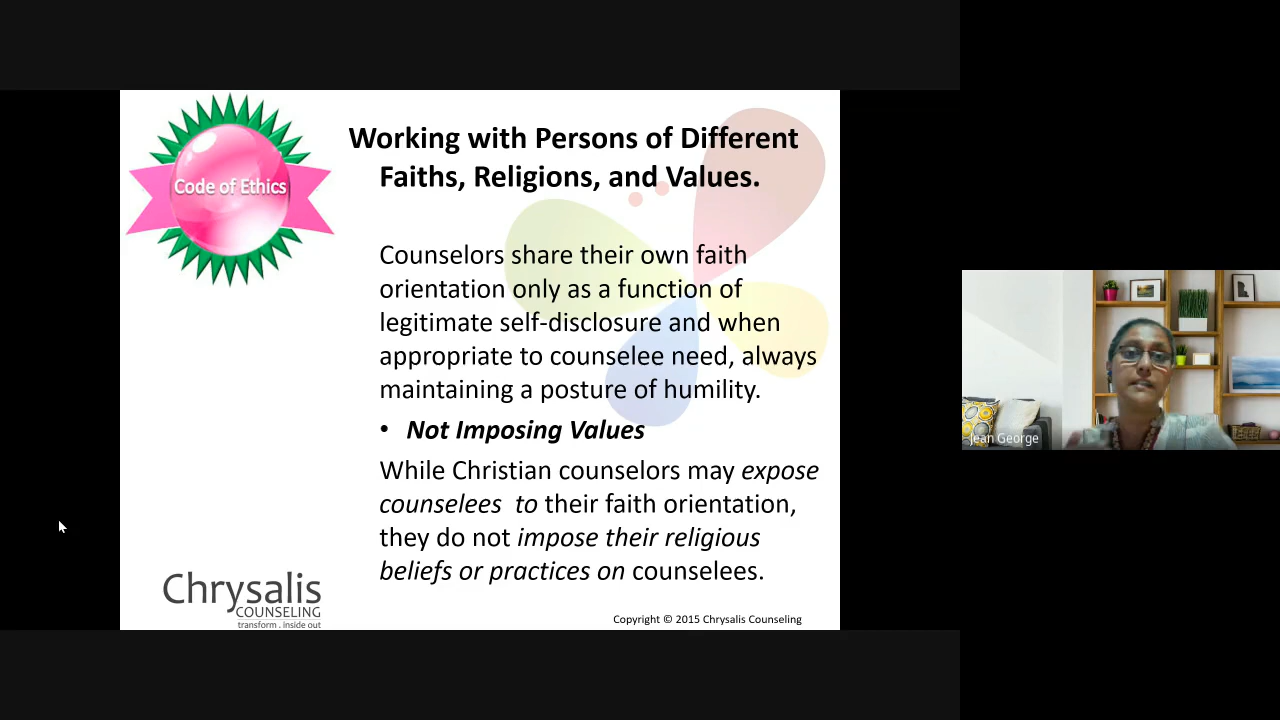 Code of Ethics
Working with Persons of Different
Faiths, Religions, and Values.
Counselors share their own faith
orientation only as a function of
legitimate self-disclosure and when
appropriate to counselee need, always
maintaining a posture of humility.
• Not Imposing Values
While Christian counselors may expose
counselees to their faith orientation,
they do not impose their religious
beliefs or practices on counselees.
Chrysalis
COUNSELING
transform . inside out
Copyright © 2015 Chrysalis Counseling
Jean George